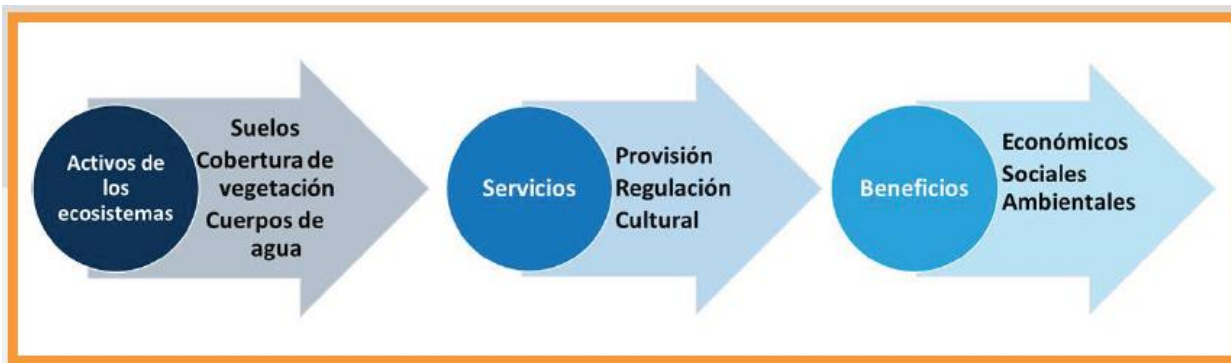 Activos de
los
ecosistemas
Suelos
Cobertura de
vegetación
Cuerpos de
agua
Servicios
Provisión
Regulación
Cultural
Beneficios
Económicos
Sociales
Ambientales